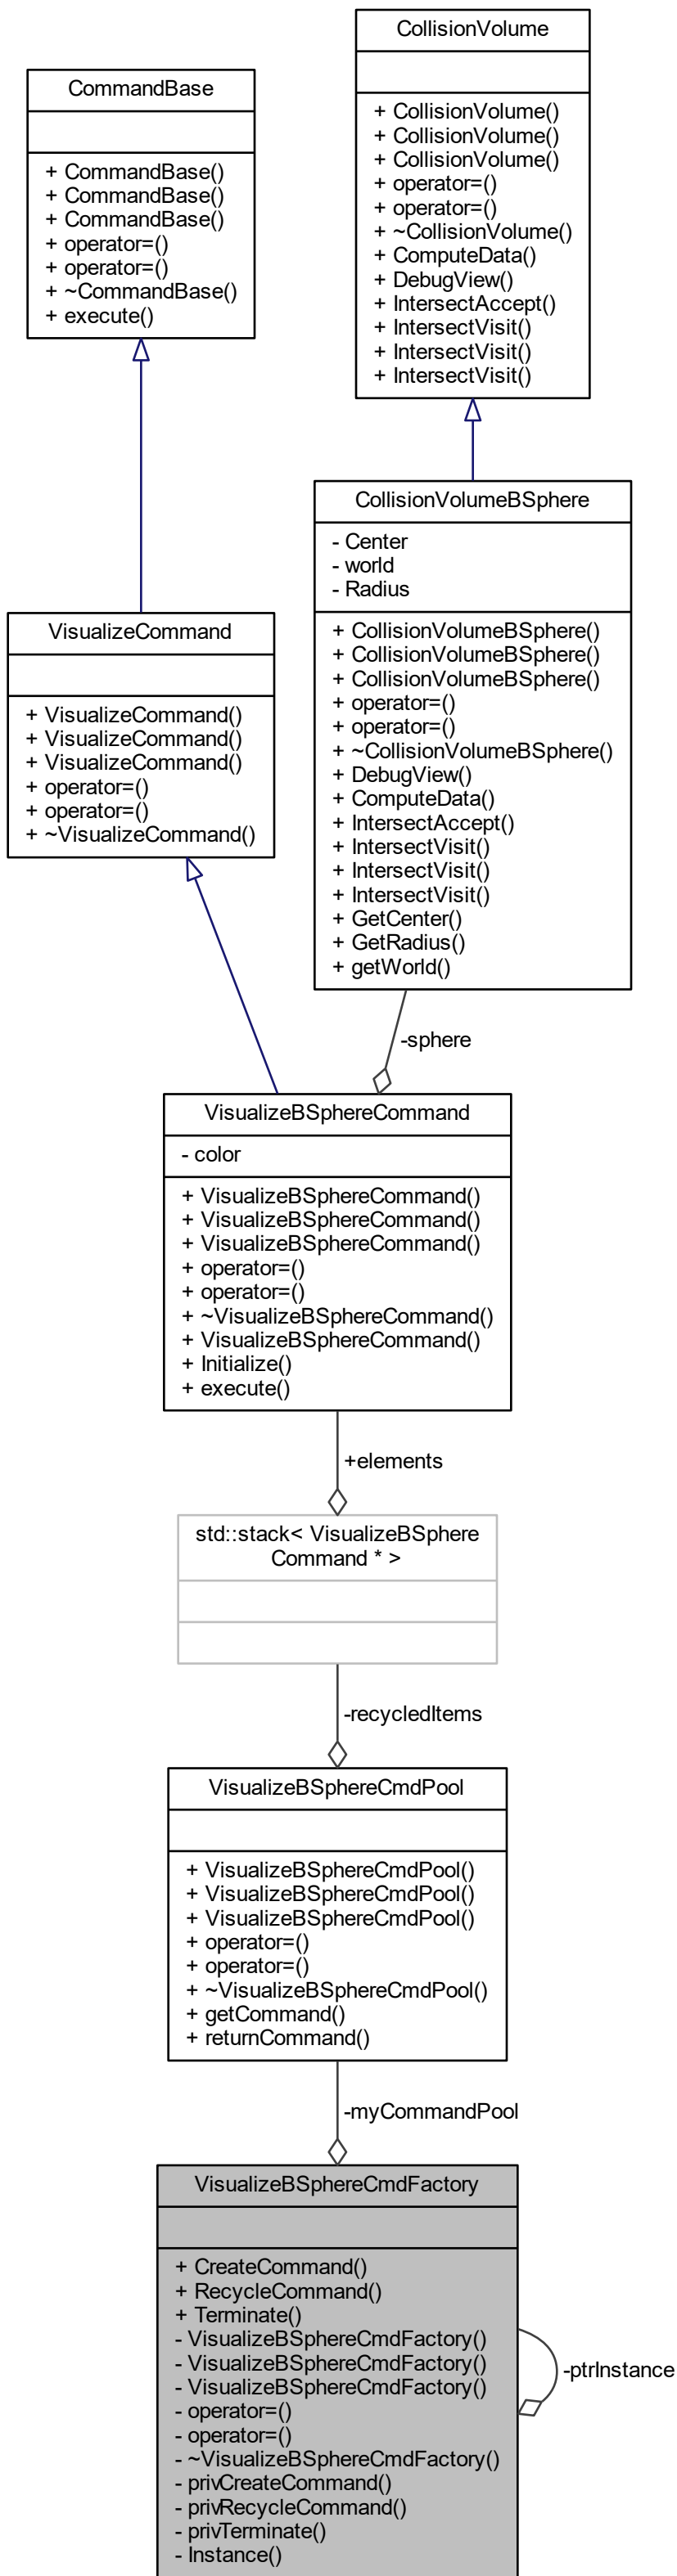 CollisionVolume
+ CollisionVolume()
+ CollisionVolume()
+ CollisionVolume()
+ operator=()
+ operator=()
+ ~CollisionVolume()
+ ComputeData()
+ DebugView()
+ IntersectAccept()
+ IntersectVisit()
+ IntersectVisit()
+ IntersectVisit()
CommandBase
+ CommandBase()
+ CommandBase()
+ CommandBase()
+ operator=()
+ operator=()
+ ~CommandBase()
+ execute()
CollisionVolumeBSphere
- Center
- world
- Radius
+ CollisionVolumeBSphere()
+ CollisionVolumeBSphere()
+ CollisionVolumeBSphere()
+ operator=()
+ operator=()
+ ~CollisionVolumeBSphere()
+ DebugView()
+ ComputeData()
+ IntersectAccept()
+ IntersectVisit()
+ IntersectVisit()
+ IntersectVisit()
+ GetCenter()
+ GetRadius()
+ getWorld()
VisualizeCommand
+ VisualizeCommand()
+ VisualizeCommand()
+ VisualizeCommand()
+ operator=()
+ operator=()
+ ~VisualizeCommand()
-sphere
VisualizeBSphereCommand
- color
+ VisualizeBSphereCommand()
+ VisualizeBSphereCommand()
+ VisualizeBSphereCommand()
+ operator=()
+ operator=()
+ ~VisualizeBSphereCommand()
+ VisualizeBSphereCommand()
+ Initialize()
+ execute()
+elements
std::stack< VisualizeBSphere
Command * >
-recycledItems
VisualizeBSphereCmdPool
+ VisualizeBSphereCmdPool()
+ VisualizeBSphereCmdPool()
+ VisualizeBSphereCmdPool()
+ operator=()
+ operator=()
+ ~VisualizeBSphereCmdPool()
+ getCommand()
+ returnCommand()
-myCommandPool
VisualizeBSphereCmdFactory
+ CreateCommand()
+ RecycleCommand()
+ Terminate()
- VisualizeBSphereCmdFactory()
- VisualizeBSphereCmdFactory()
- VisualizeBSphereCmdFactory()
- operator=()
- operator=()
- ~VisualizeBSphereCmdFactory()
- privCreateCommand()
- privRecycleCommand()
- privTerminate()
- Instance()
-ptrInstance